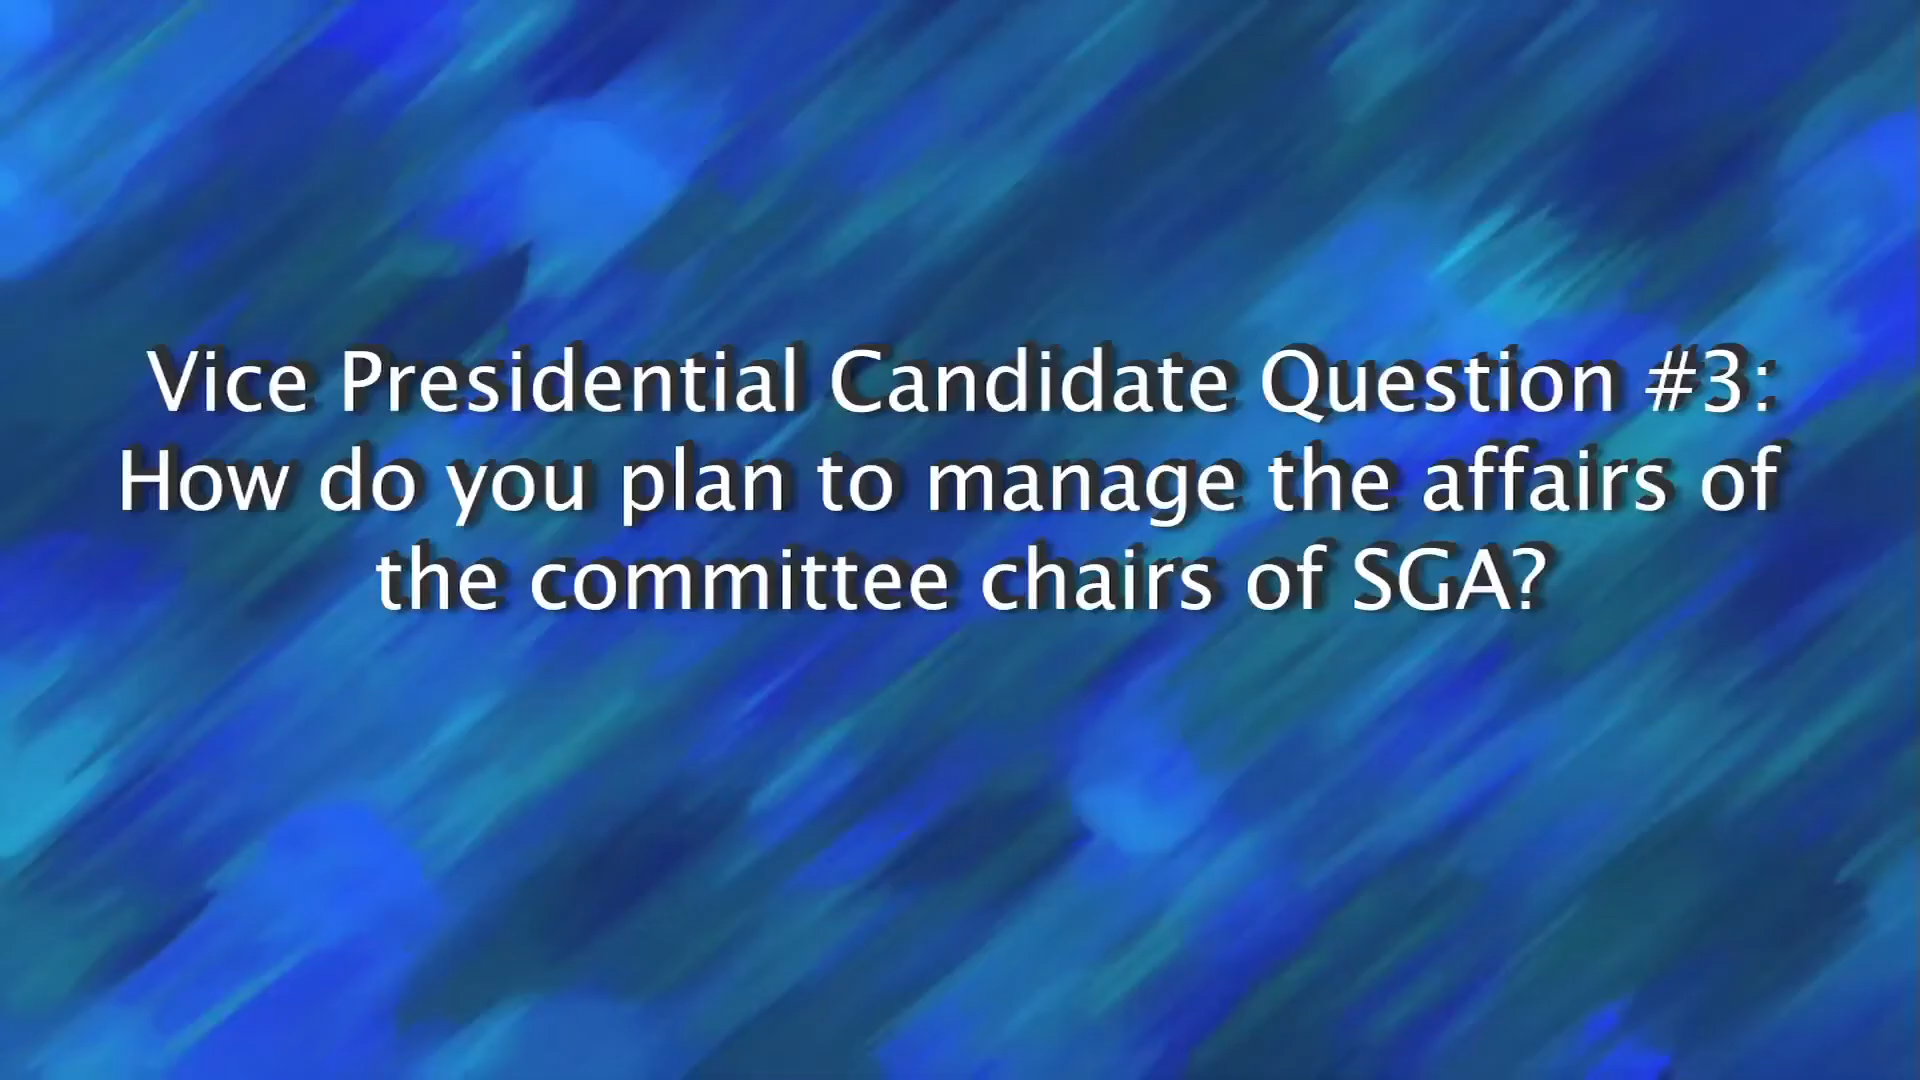 Vice Presidential Candidate Question #3:
How do you plan to manage the affairs of
the committee chairs of SGA?